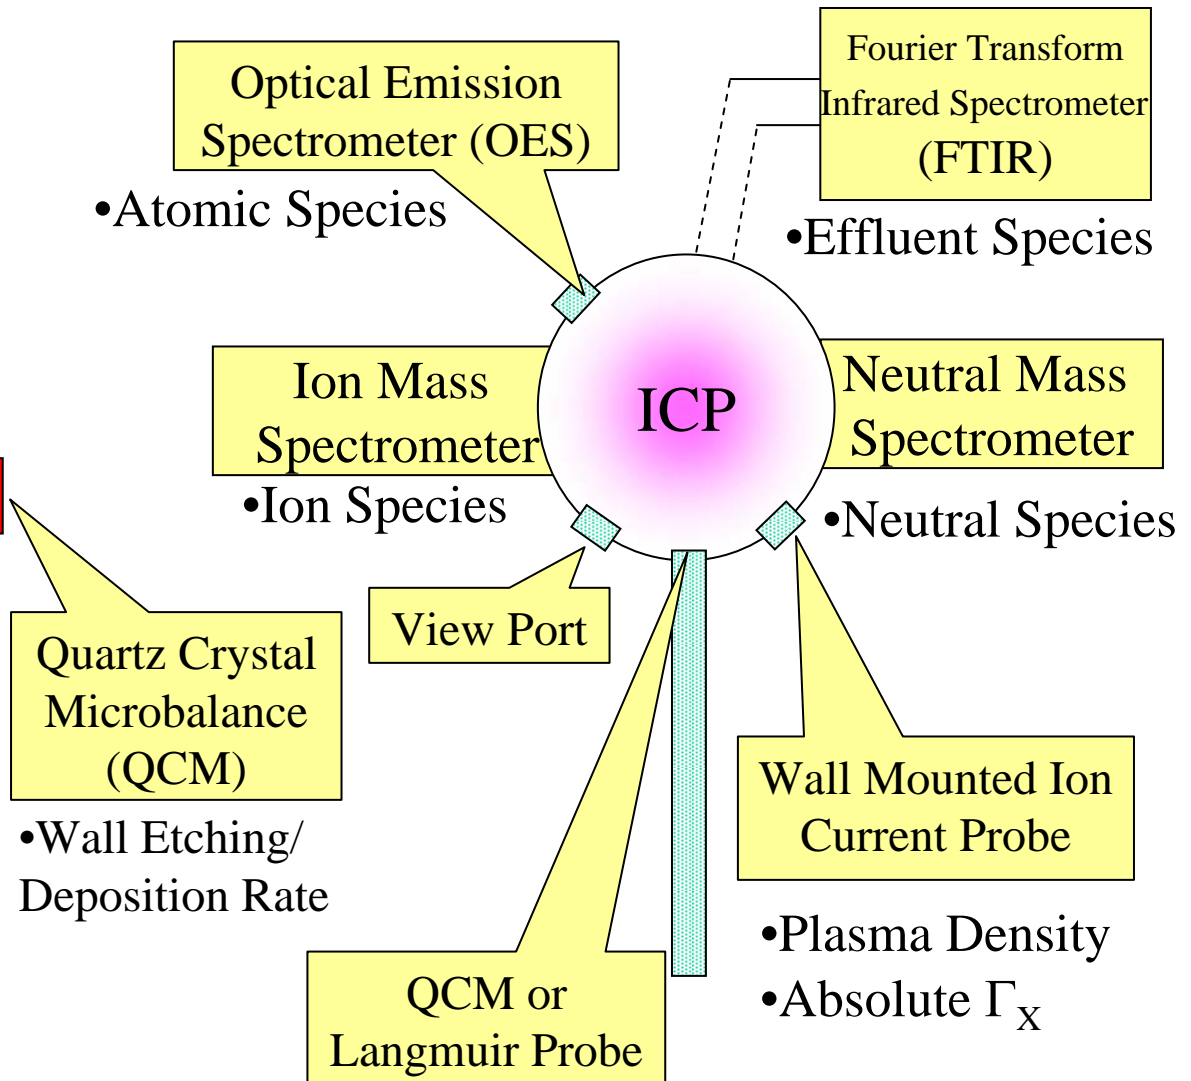 Fourier Transform
Infrared Spectrometer
(FTIR)
•Effluent Species
Optical Emission
Spectrometer (OES)
•Atomic Species
Ion Mass
Spectrometer
•Ion Species
ICP
Neutral Mass
Spectrometer
•Neutral Species
View Port
Quartz Crystal
Microbalance
(QCM)
•Wall Etching/
Deposition Rate
Wall Mounted Ion
Current Probe
•Plasma Density
•Absolute Γ_X
QCM or
Langmuir Probe